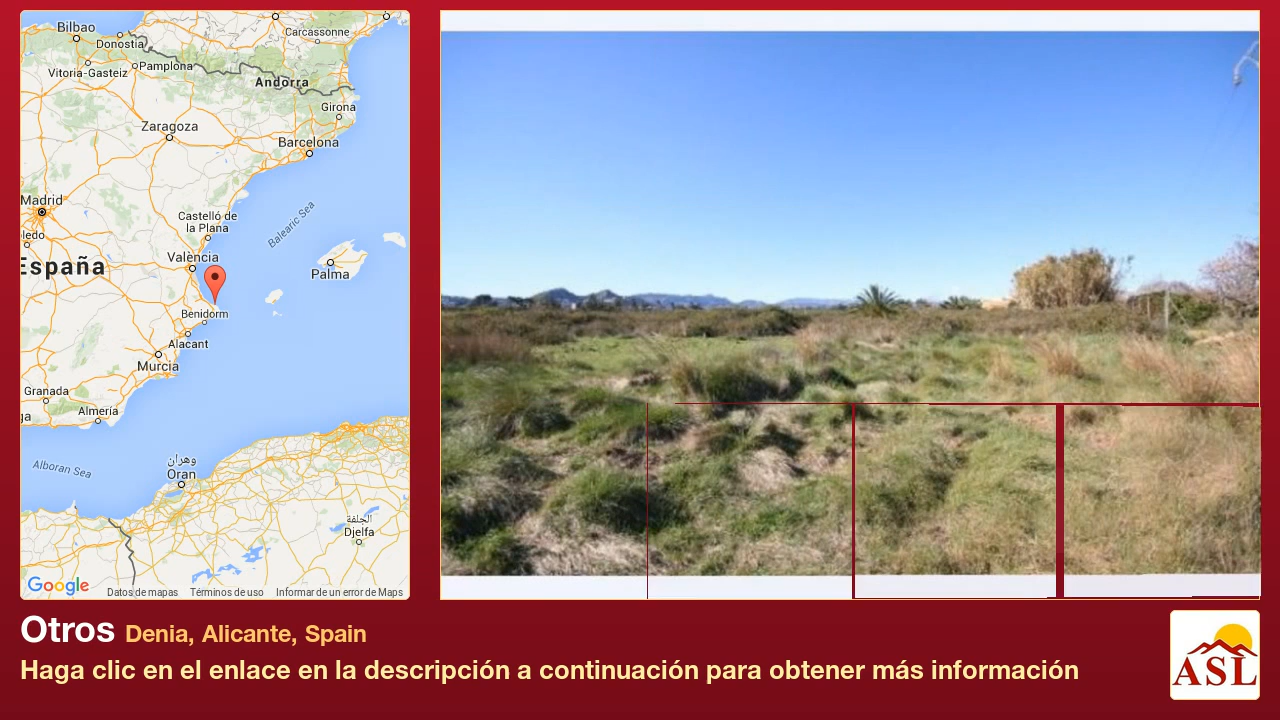 Bilbao
Donostia
Carcassonne
Vitoria-Gasteiz
Pamplona
Andorra
Girona
Zaragoza
Barcelona
Madrid
ledo
Castelló de
la Plana
Balearic Sea
València
España
Palma
Benidorm
Alacant
Murcia
Granada
ga
Almería
Alboran Sea
وهران
Oran
الجلفة
Djelfa
Google
Datos de mapas Términos de uso Informar de un error de Maps
Otros Denia, Alicante, Spain
Haga clic en el enlace en la descripción a continuación para obtener más información
ASL